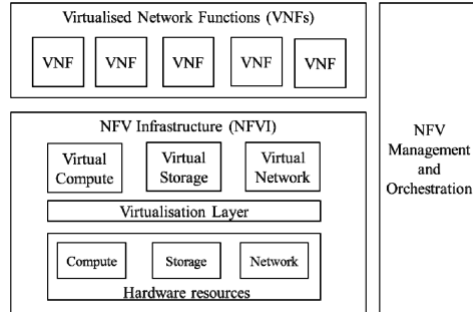 Virtualised Network Functions (VNFs)
VNF VNF VNF VNF VNF
NFV Infrastructure (NFVI)
Virtual Compute
Virtual Storage
Virtual Network
Virtualisation Layer
Compute Storage Network
Hardware resources
NFV
Management
and
Orchestration